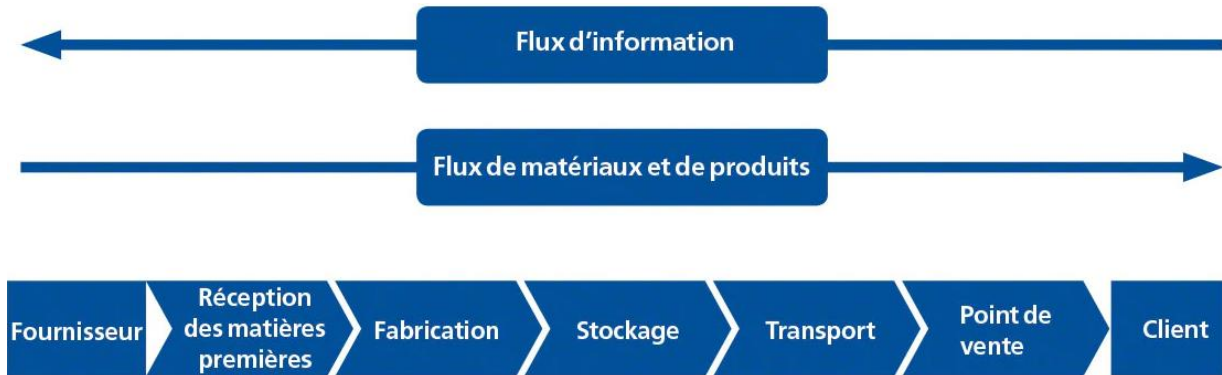 Flux d'information
Flux de matériaux et de produits
Fournisseur
Réception
des matières
premières
Fabrication
Stockage
Transport
Point de
vente
Client